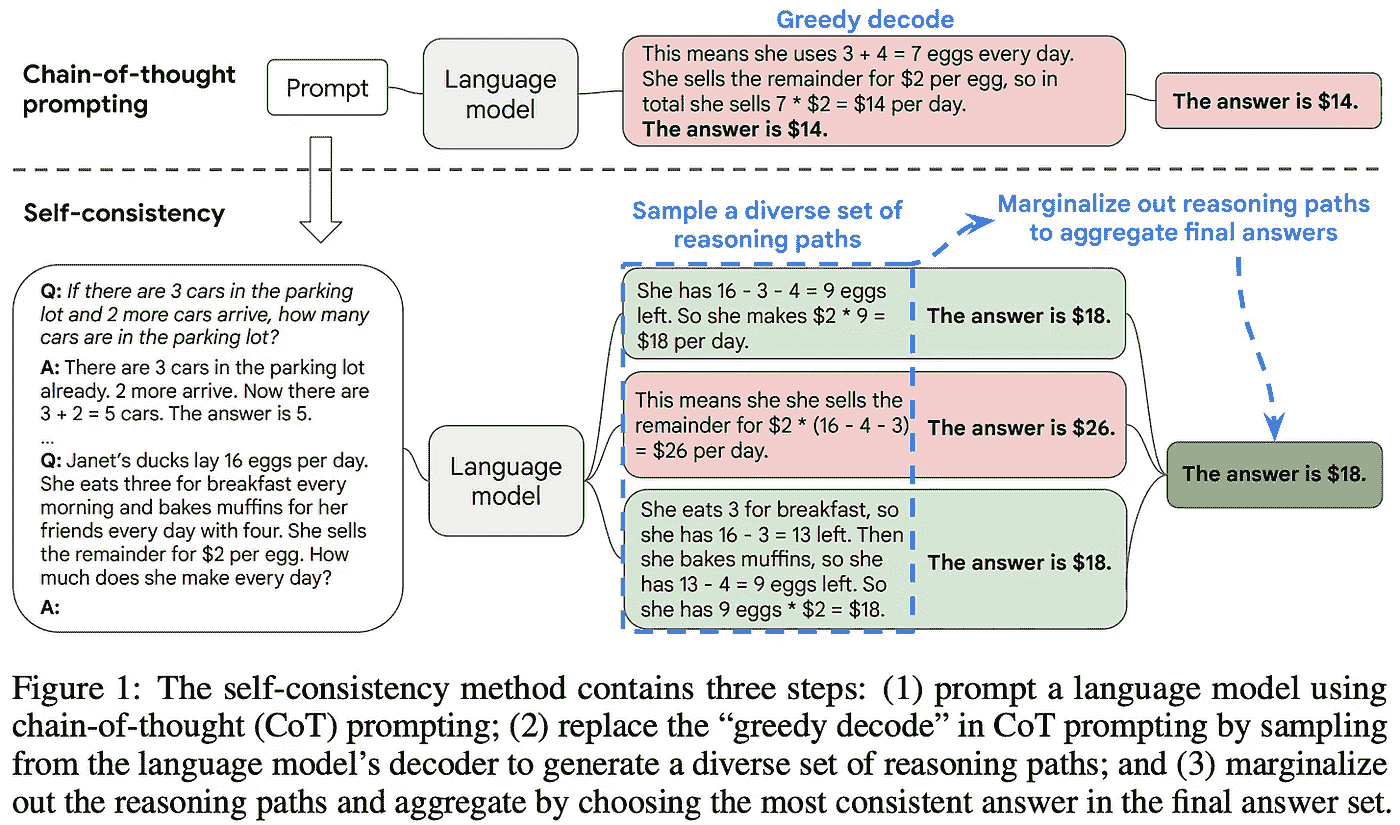 Greedy decode
Chain-of-thought
prompting
Prompt
Language
model
This means she uses 3 + 4 = 7 eggs every day.
She sells the remainder for $2 per egg, so in
total she sells 7 * $2 = $14 per day.
The answer is $14.
The answer is $14.
Self-consistency
Sample a diverse set of
reasoning paths
Marginalize out reasoning paths
to aggregate final answers
Q: If there are 3 cars in the parking
lot and 2 more cars arrive, how many
cars are in the parking lot?
A: There are 3 cars in the parking lot
already. 2 more arrive. Now there are
3 + 2 = 5 cars. The answer is 5.
...
Q: Janet's ducks lay 16 eggs per day.
She eats three for breakfast every
morning and bakes muffins for her
friends every day with four. She sells
the remainder for $2 per egg. How
much does she make every day?
A:
Language
model
She has 16 - 3 - 4 = 9 eggs
left. So she makes $2 * 9 =
$18 per day.
The answer is $18.
This means she she sells the
remainder for $2 * (16 - 4 - 3)
= $26 per day.
The answer is $26.
She eats 3 for breakfast, so
she has 16 - 3 = 13 left. Then
she bakes muffins, so she
has 13 - 4 = 9 eggs left. So
she has 9 eggs * $2 = $18.
The answer is $18.
The answer is $18.
Figure 1: The self-consistency method contains three steps: (1) prompt a language model using
chain-of-thought (CoT) prompting; (2) replace the “greedy decode” in CoT prompting by sampling
from the language model's decoder to generate a diverse set of reasoning paths; and (3) marginalize
out the reasoning paths and aggregate by choosing the most consistent answer in the final answer set.